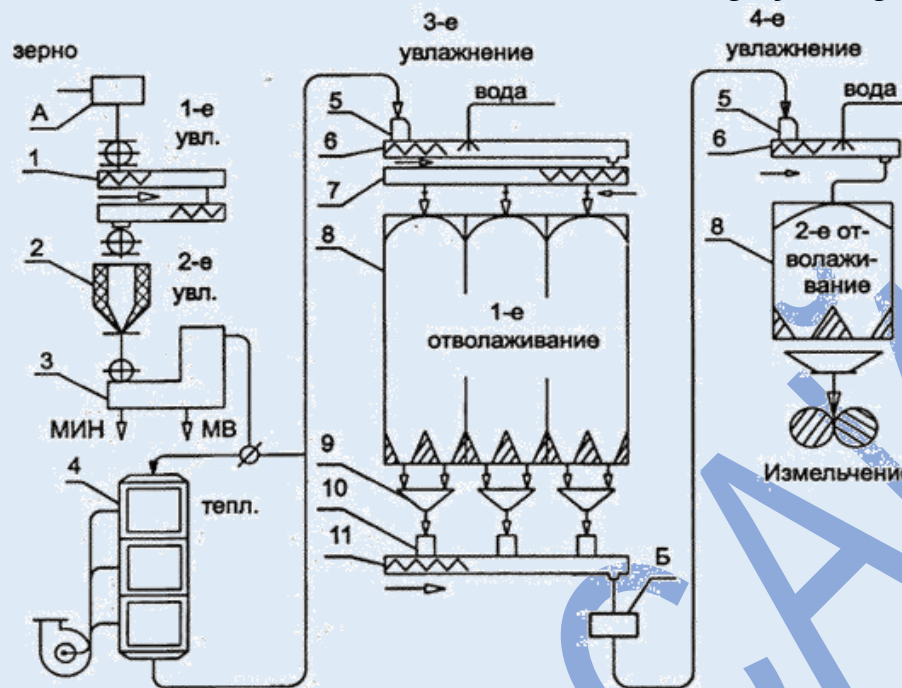 зерно
А
1-е
увл.
1
2
2-е
увл.
3
МИН
МВ
4
тепл.
3-е
увлажнение
5
вода
6
7
8
1-е
отволаживание
9
10
11
Б
4-е
увлажнение
5
вода
6
8
2-е от-
волажи-
вание
Измельчение